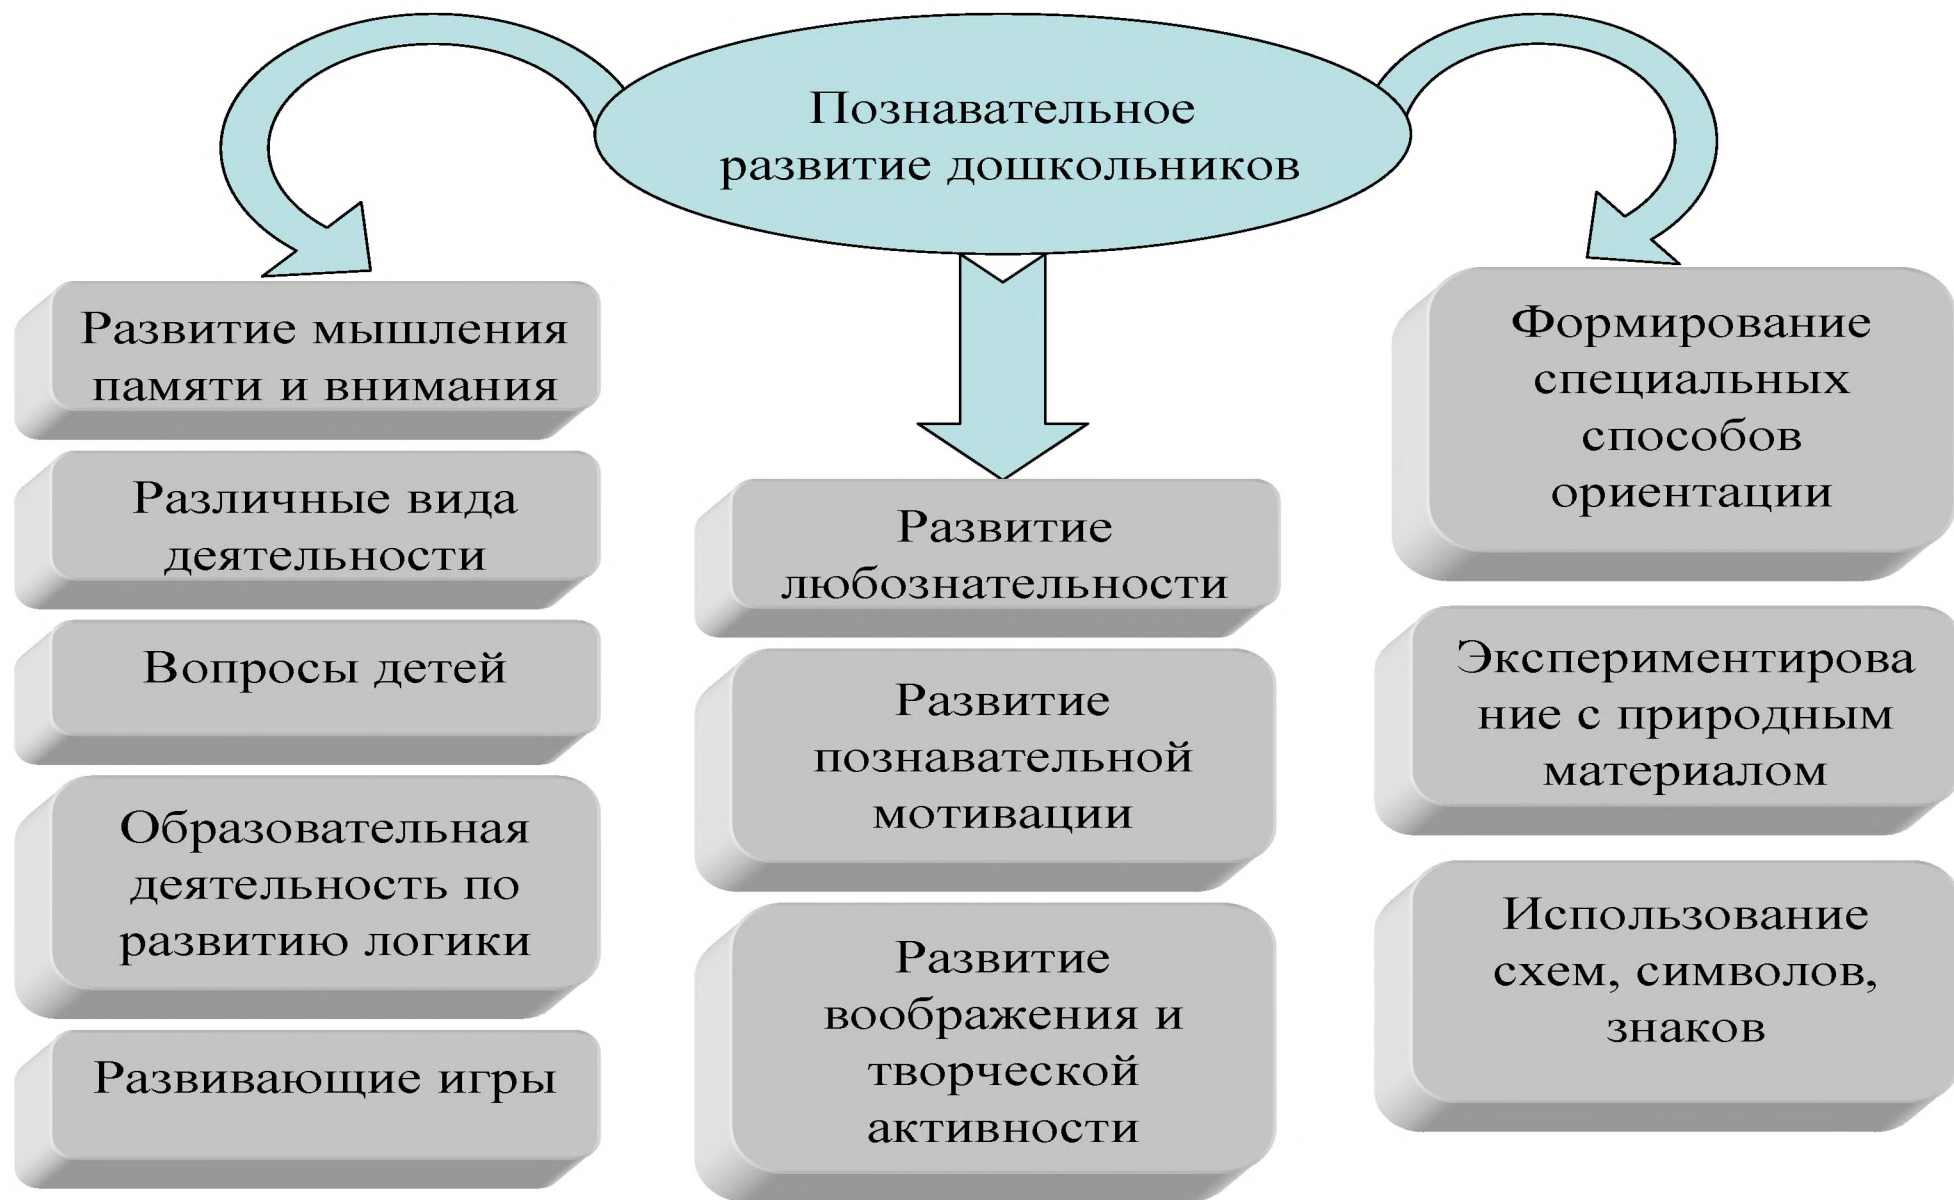 Познавательное
развитие дошкольников
Развитие мышления
памяти и внимания
Различные вида
деятельности
Вопросы детей
Образовательная
деятельность по
развитию логики
Развивающие игры
Развитие
любознательности
Развитие
познавательной
мотивации
Развитие
воображения и
творческой
активности
Формирование
специальных
способов
ориентации
Экспериментирова
ние с природным
материалом
Использование
схем, символов,
знаков